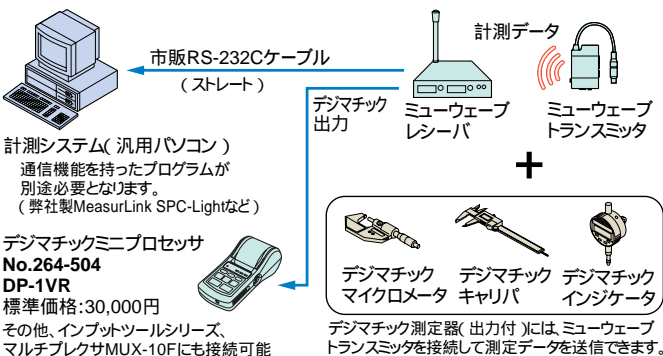 計測データ
市販RS-232Cケーブル
（ストレート）
デジマチック
出力
ミューウェーブ
レシーバ
ミューウェーブ
トランスミッタ
+
計測システム（汎用パソコン）
通信機能を持ったプログラムが
別途必要となります。
（弊社製MeasurLink SPC-Lightなど）
デジマチックミニプロセッサ
No.264-504
DP-1VR
標準価格:30,000円
その他、インプットツールシリーズ、
マルチプレクサMUX-10Fにも接続可能
デジマチック
マイクロメータ
デジマチック
キャリパ
デジマチック
インジケータ
デジマチック測定器（出力付）には、ミューウェーブ
トランスミッタを接続して測定データを送信できます。